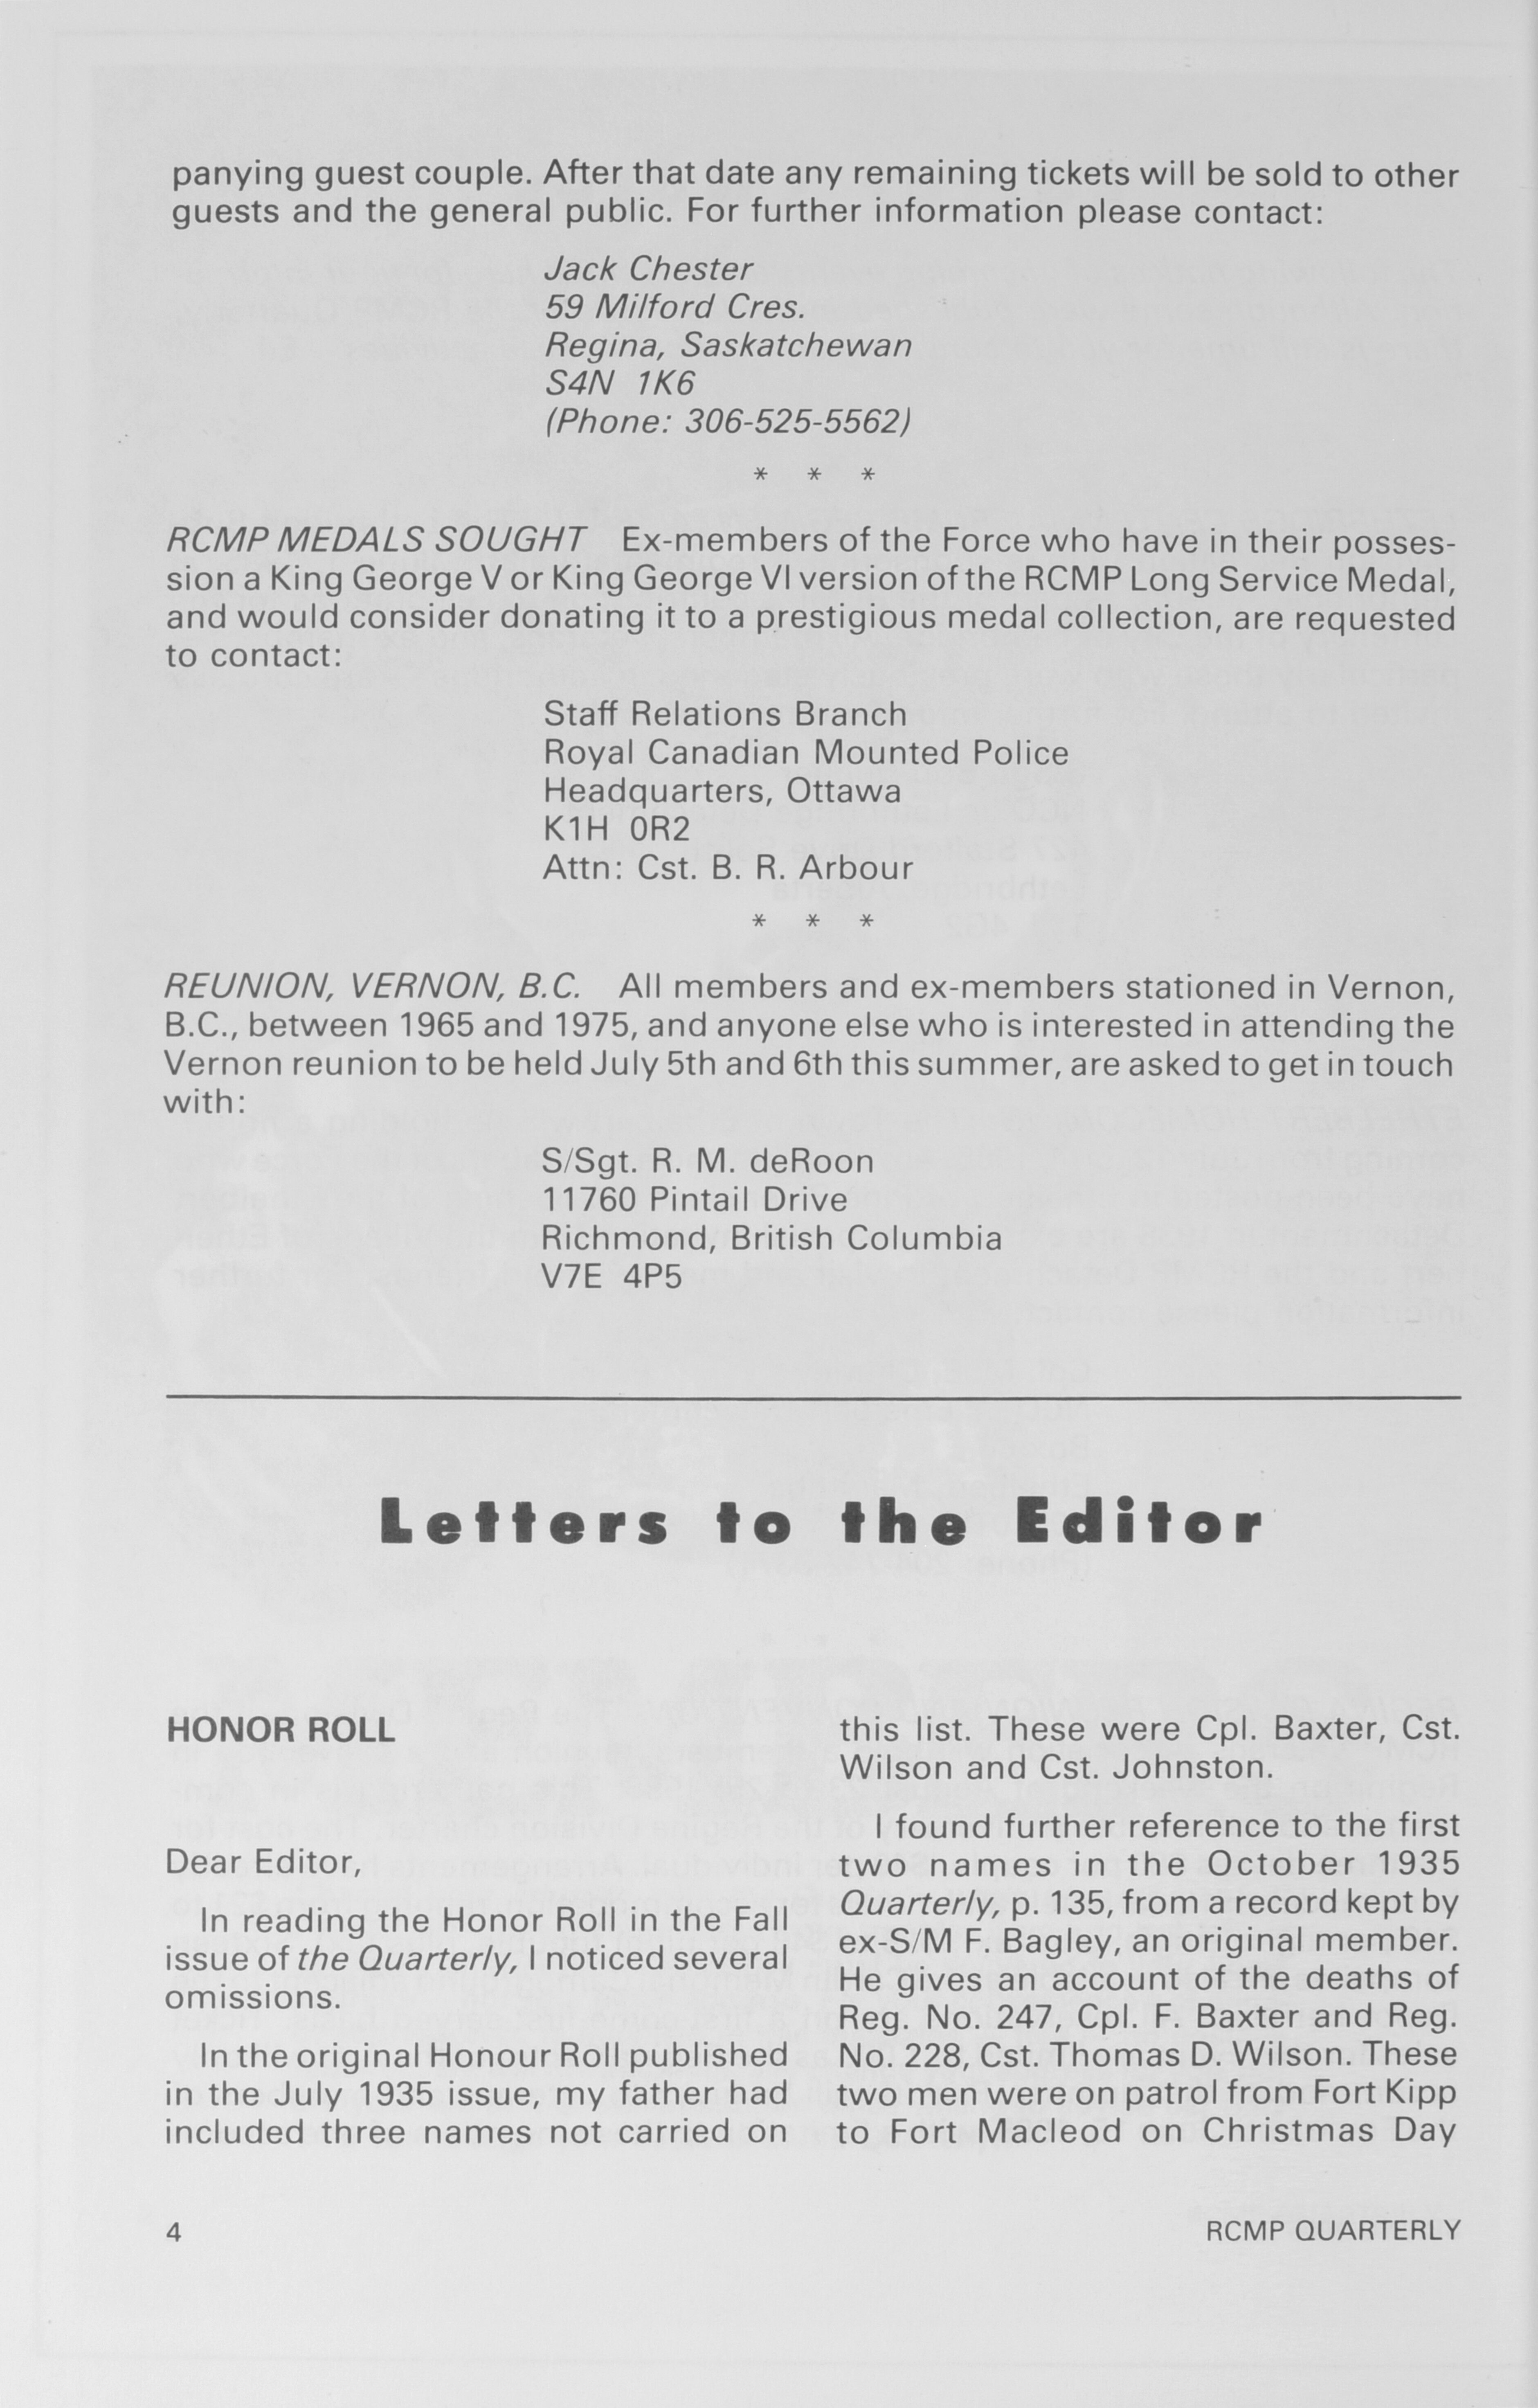 panying guest couple. After that date any remaining tickets will be sold to other
guests and the general public. For further information please contact:
Jack Chester
59 Milford Cres.
Regina, Saskatchewan
S4N 1K6
(Phone: 306-525-5562)
* * *
RCMP MEDALS SOUGHT Ex-members of the Force who have in their posses-
sion a King George V or King George VI version of the RCMP Long Service Medal,
and would consider donating it to a prestigious medal collection, are requested
to contact:
Staff Relations Branch
Royal Canadian Mounted Police
Headquarters, Ottawa
K1H 0R2
Attn: Cst. B. R. Arbour
* * *
REUNION, VERNON, B.C. All members and ex-members stationed in Vernon,
B.C., between 1965 and 1975, and anyone else who is interested in attending the
Vernon reunion to be held July 5th and 6th this summer, are asked to get in touch
with:
S/Sgt. R. M. deRoon
11760 Pintail Drive
Richmond, British Columbia
V7E 4P5
Letters to the Editor
HONOR ROLL
Dear Editor,
In reading the Honor Roll in the Fall
issue of the Quarterly, I noticed several
omissions.
In the original Honour Roll published
in the July 1935 issue, my father had
included three names not carried on
this list. These were Cpl. Baxter, Cst.
Wilson and Cst. Johnston.
I found further reference to the first
two names in the October 1935
Quarterly, p. 135, from a record kept by
ex-S/M F. Bagley, an original member.
He gives an account of the deaths of
Reg. No. 247, Cpl. F. Baxter and Reg.
No. 228, Cst. Thomas D. Wilson. These
two men were on patrol from Fort Kipp
to Fort Macleod on Christmas Day
4
RCMP QUARTERLY